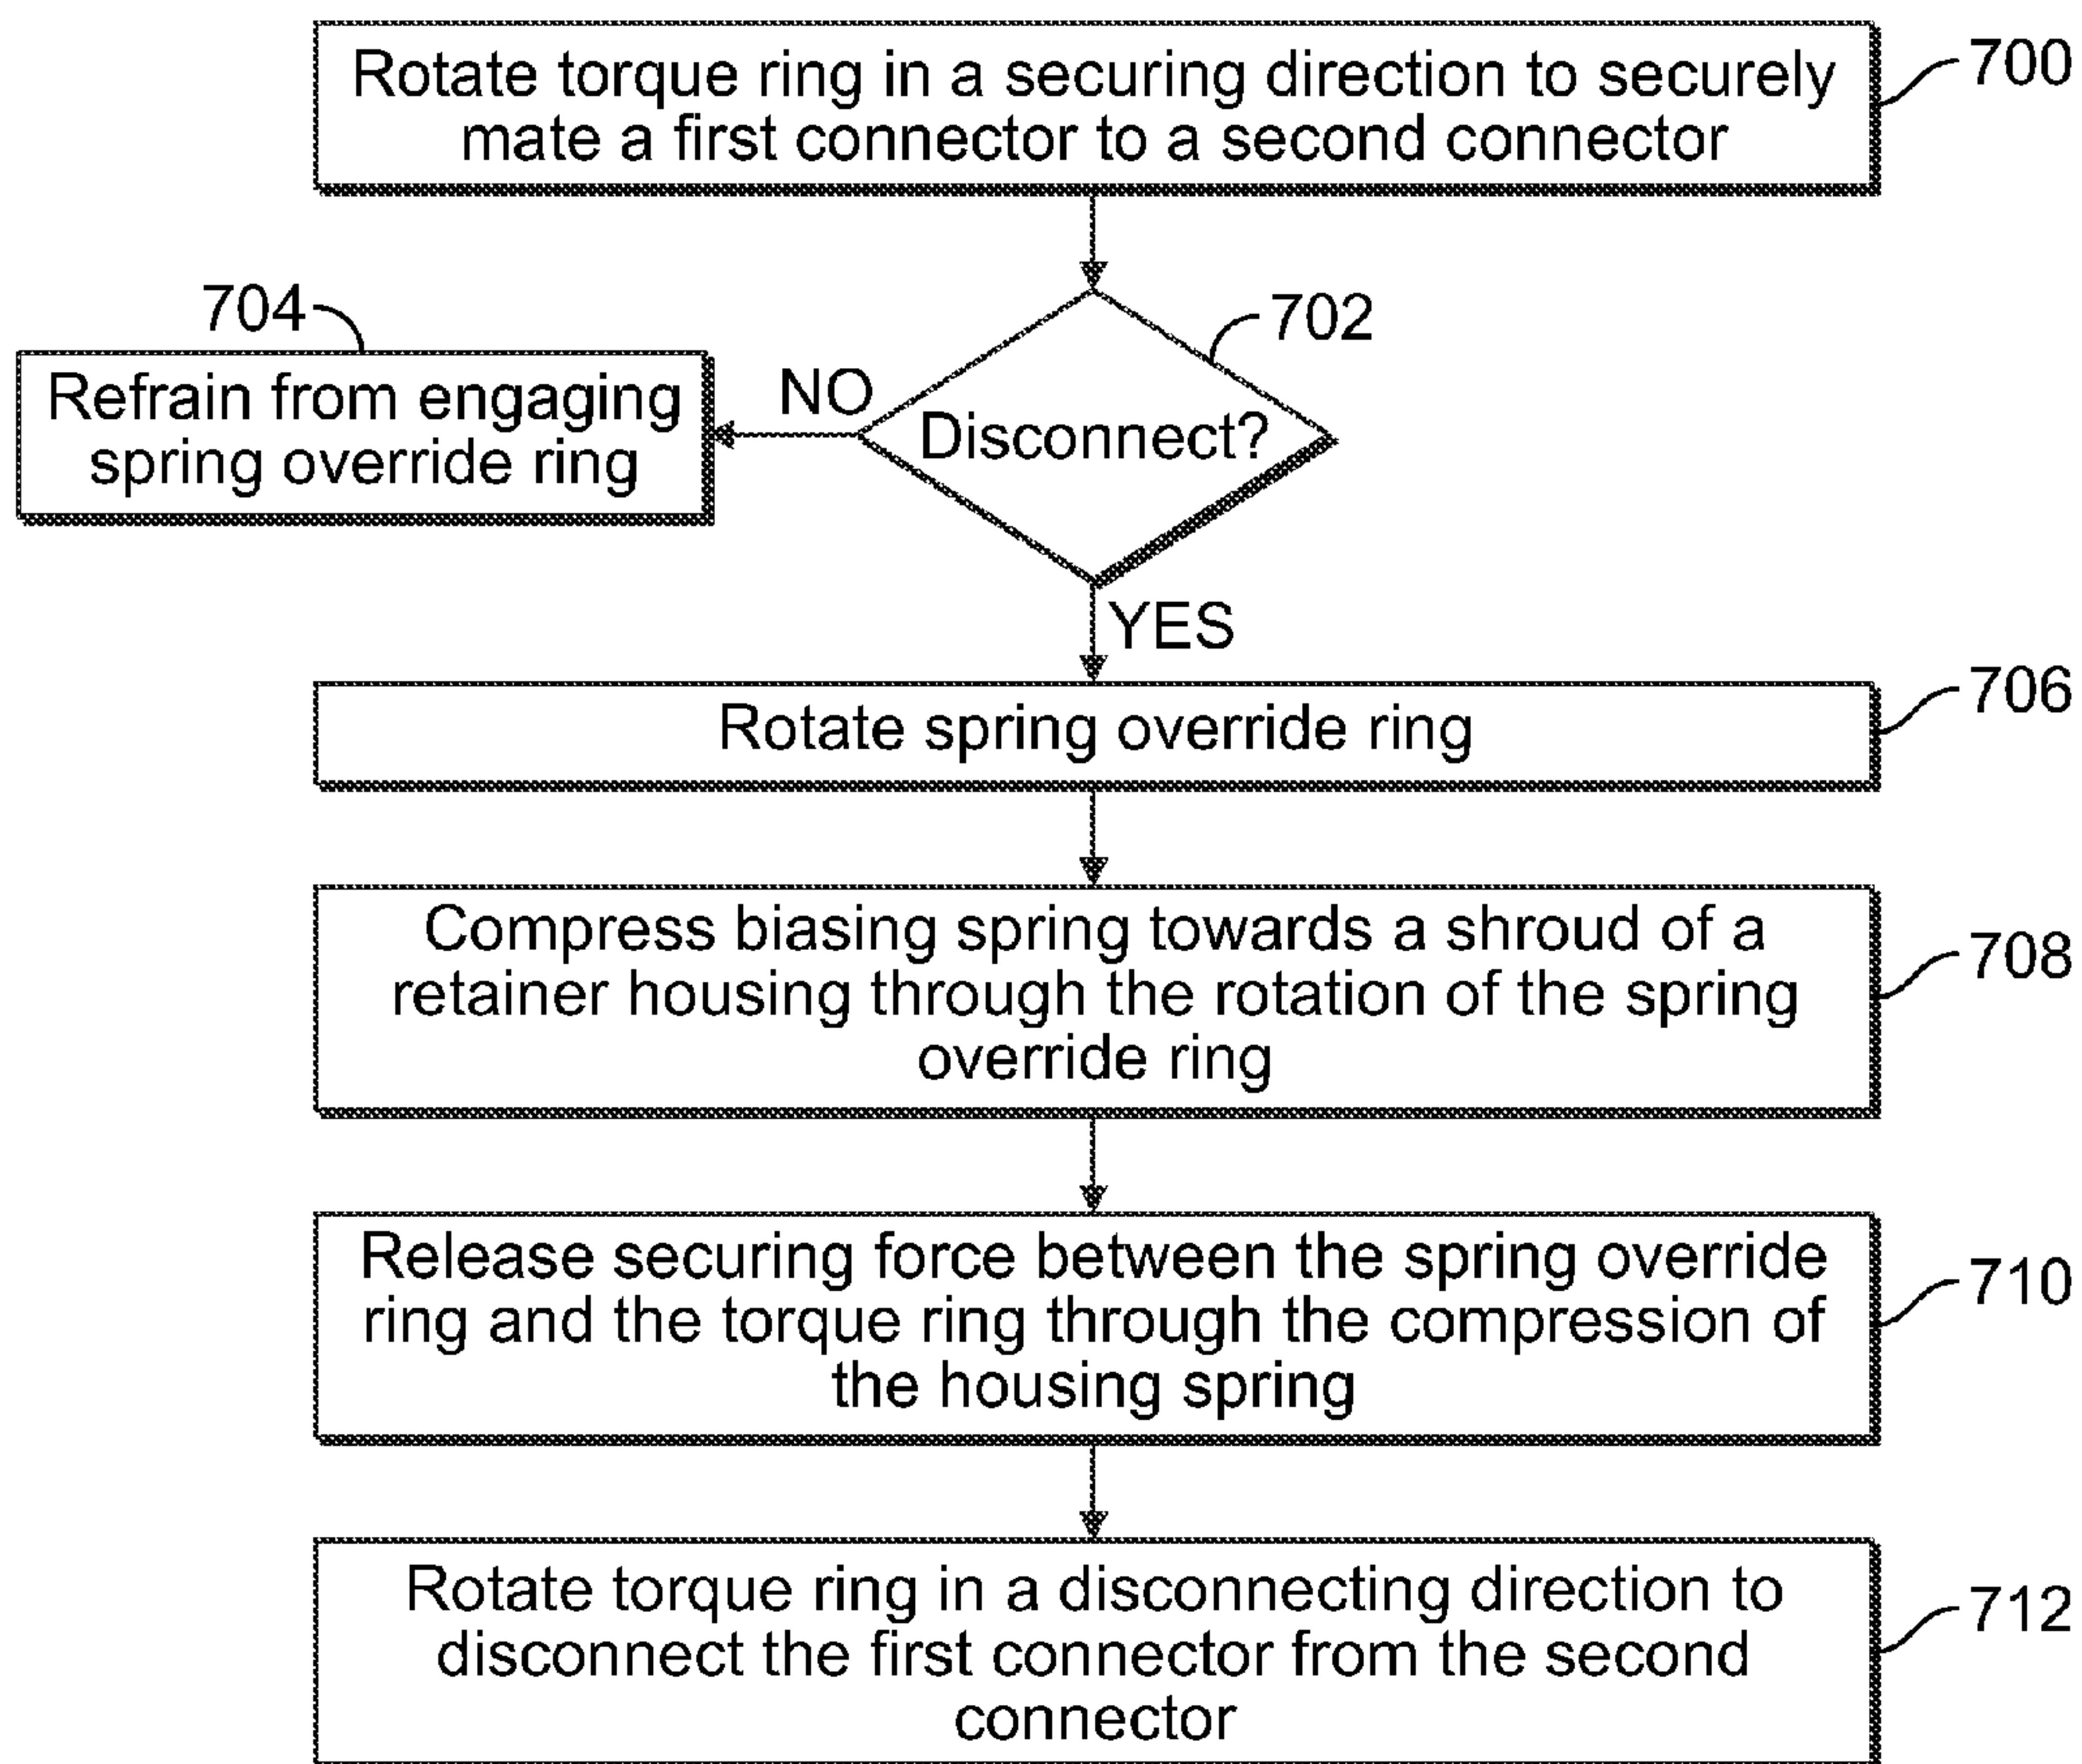 Rotate torque ring in a securing direction to securely
mate a first connector to a second connector
700
702
704
Disconnect?
NO
Refrain from engaging
spring override ring
YES
Rotate spring override ring
706
Compress biasing spring towards a shroud of a
retainer housing through the rotation of the spring
override ring
708
Release securing force between the spring override
ring and the torque ring through the compression of
the housing spring
710
Rotate torque ring in a disconnecting direction to
disconnect the first connector from the second
connector
712